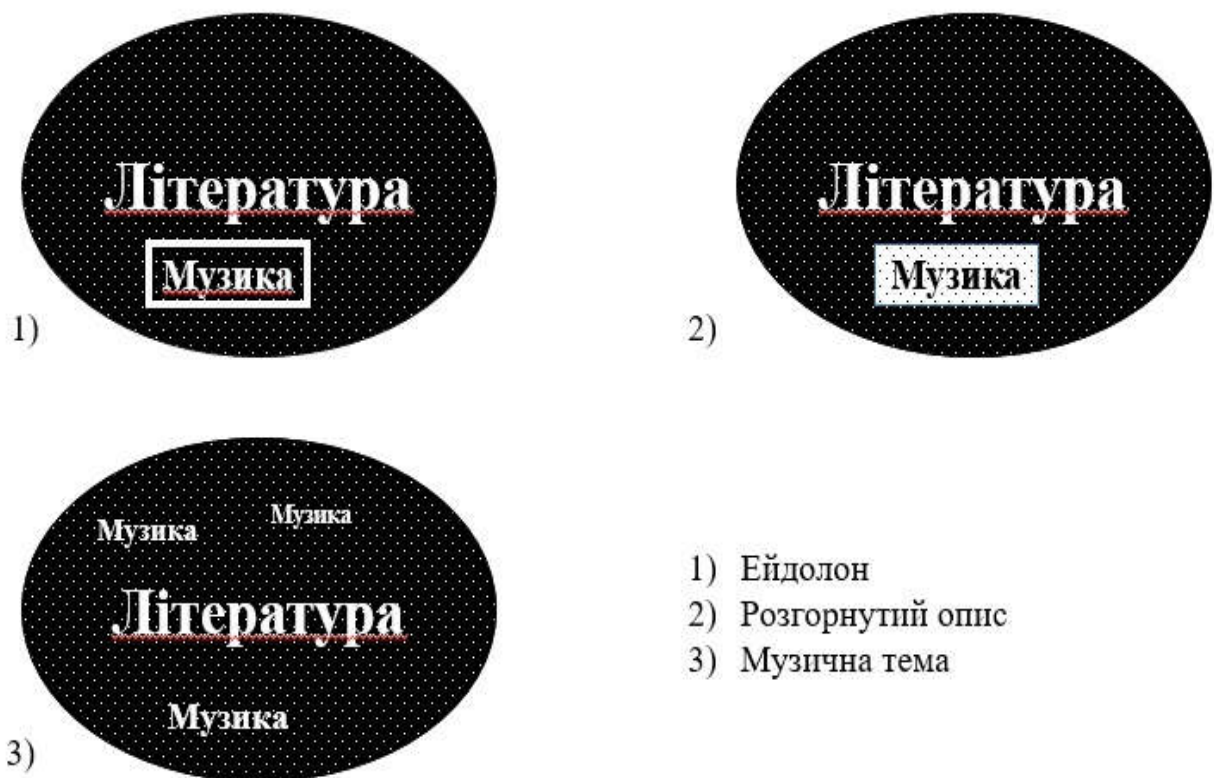 Література
Музика
1)
Література
Музика
2)
Музика
Музика
Література
Музика
3)
1) Ейдолон
2) Розгорнутий опис
3) Музична тема